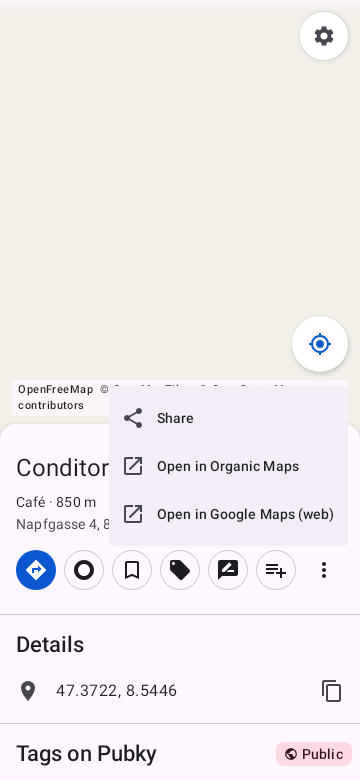 OpenFreeMap ©
contributors
Share
Open in Organic Maps
Open in Google Maps (web)
Conditor
Café · 850 m
Napfgasse 4, 8
Details
47.3722, 8.5446
Tags on Pubky
Public